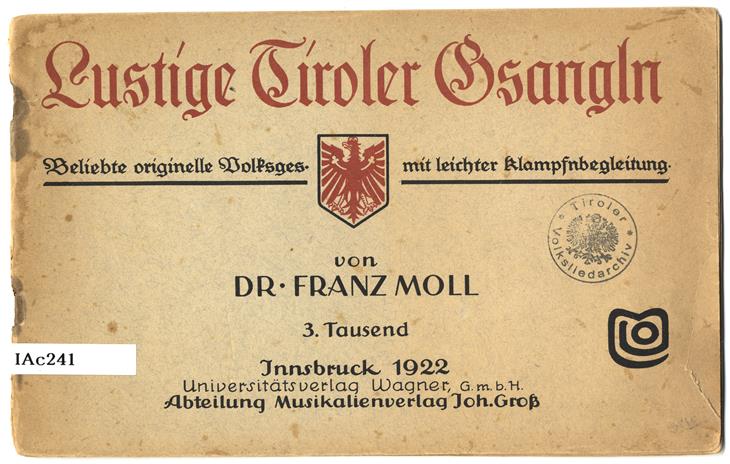 Lustige Tiroler Gsangln
Beliebte originelle Volksges. mit leichter Klampfnbegleitung.
von
DR. FRANZ MOLL
3. Tausend
Innsbruck 1922
Universitätsverlag Wagner, G.m.b.H.
Abteilung Musikalienverlag Joh. Groß
* Tiroler *
Volksliedarchiv
IAc241